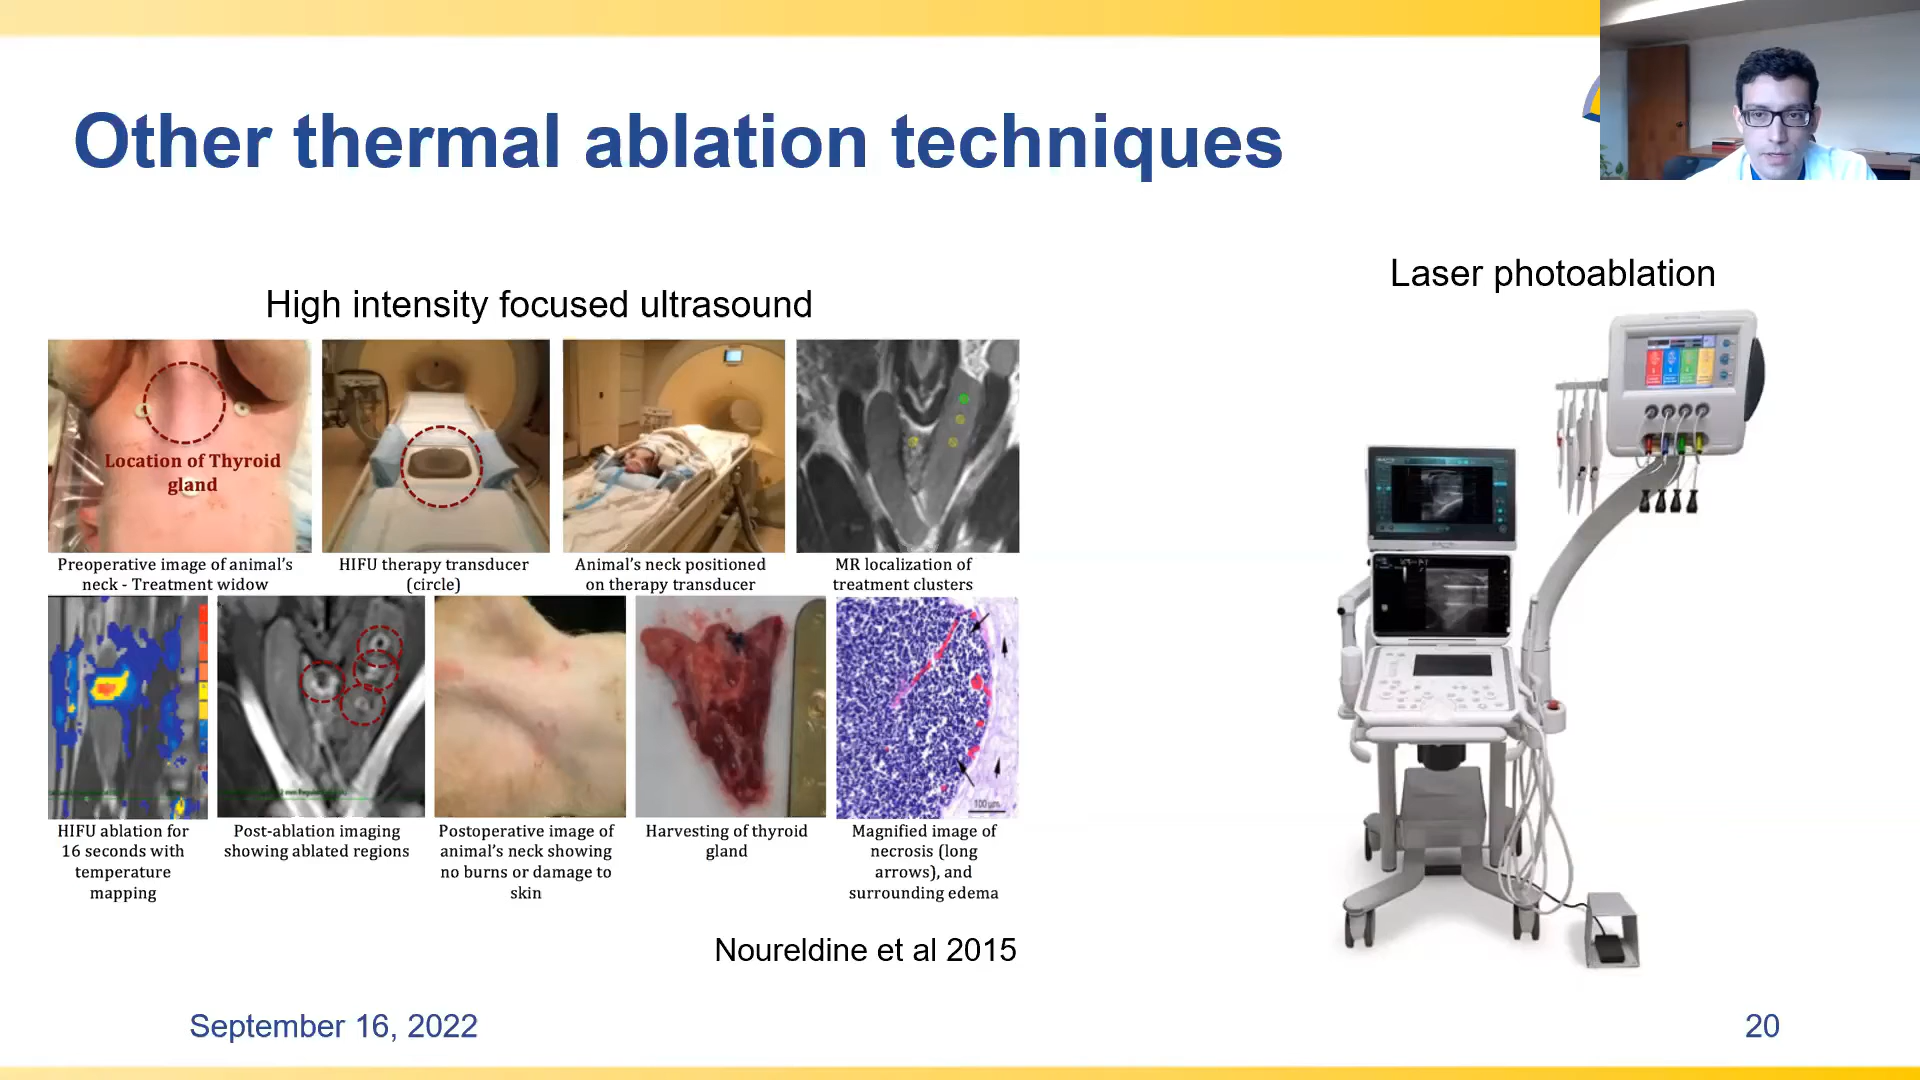 Other thermal ablation techniques
High intensity focused ultrasound
Laser photoablation
Location of Thyroid
gland
Preoperative image of animal's
neck - Treatment widow
HIFU therapy transducer
(circle)
Animal's neck positioned
on therapy transducer
MR localization of
treatment clusters
100 µm
HIFU ablation for
16 seconds with
temperature
mapping
Post-ablation imaging
showing ablated regions
Postoperative image of
animal's neck showing
no burns or damage to
skin
Harvesting of thyroid
gland
Magnified image of
necrosis (long
arrows), and
surrounding edema
Noureldine et al 2015
September 16, 2022
20